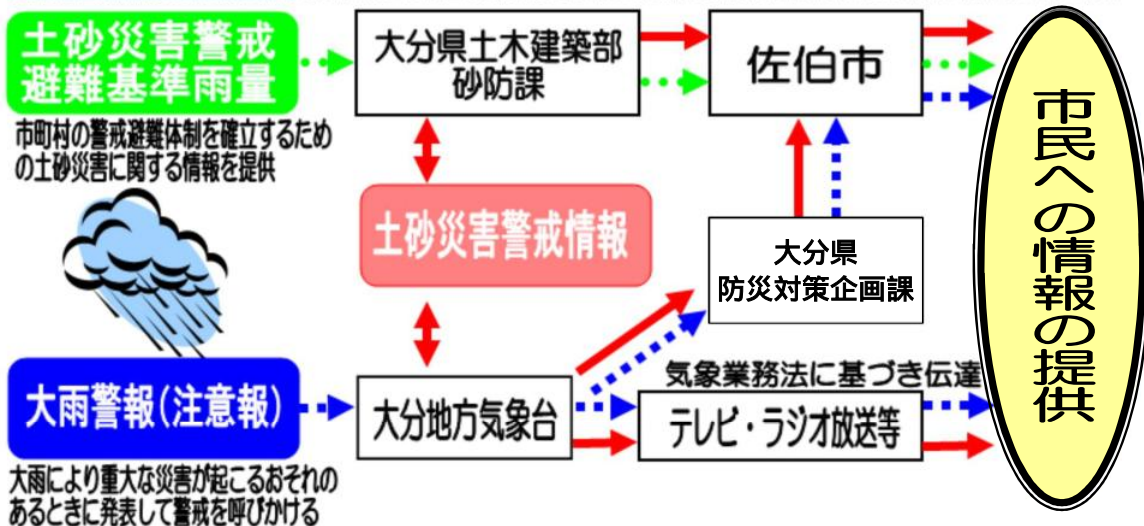 土砂災害警戒
避難基準雨量
市町村の警戒避難体制を確立するため
の土砂災害に関する情報を提供
大分県土木建築部
砂防課
佐伯市
土砂災害警戒情報
大分県
防災対策企画課
大雨警報(注意報)
大雨により重大な災害が起こるおそれの
あるときに発表して警戒を呼びかける
大分地方気象台
気象業務法に基づき伝達
テレビ・ラジオ放送等
市民への情報の提供